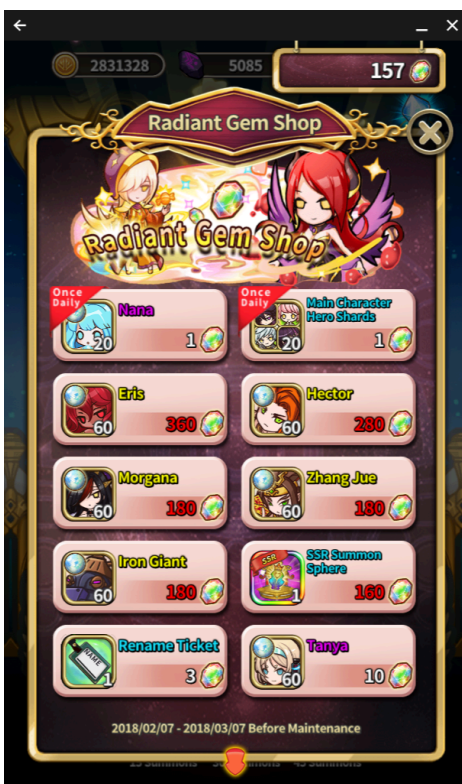 2831328
5085
157
Radiant Gem Shop
Radiant Gem Shop
Once
Daily
Nana
20
1
Once
Daily
Main Character
Hero Shards
20
1
Eris
60
360
Hector
60
280
Morgana
60
180
Zhang Jue
60
180
Iron Giant
60
180
SSR
SSR Summon
Sphere
1
160
NAME
Rename Ticket
1
3
Tanya
60
10
2018/02/07 - 2018/03/07 Before Maintenance